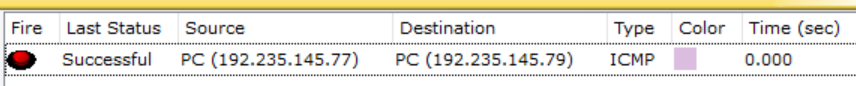 Fire Last Status Source Destination Type Color Time (sec)
Successful PC (192.235.145.77) PC (192.235.145.79) ICMP 0.000